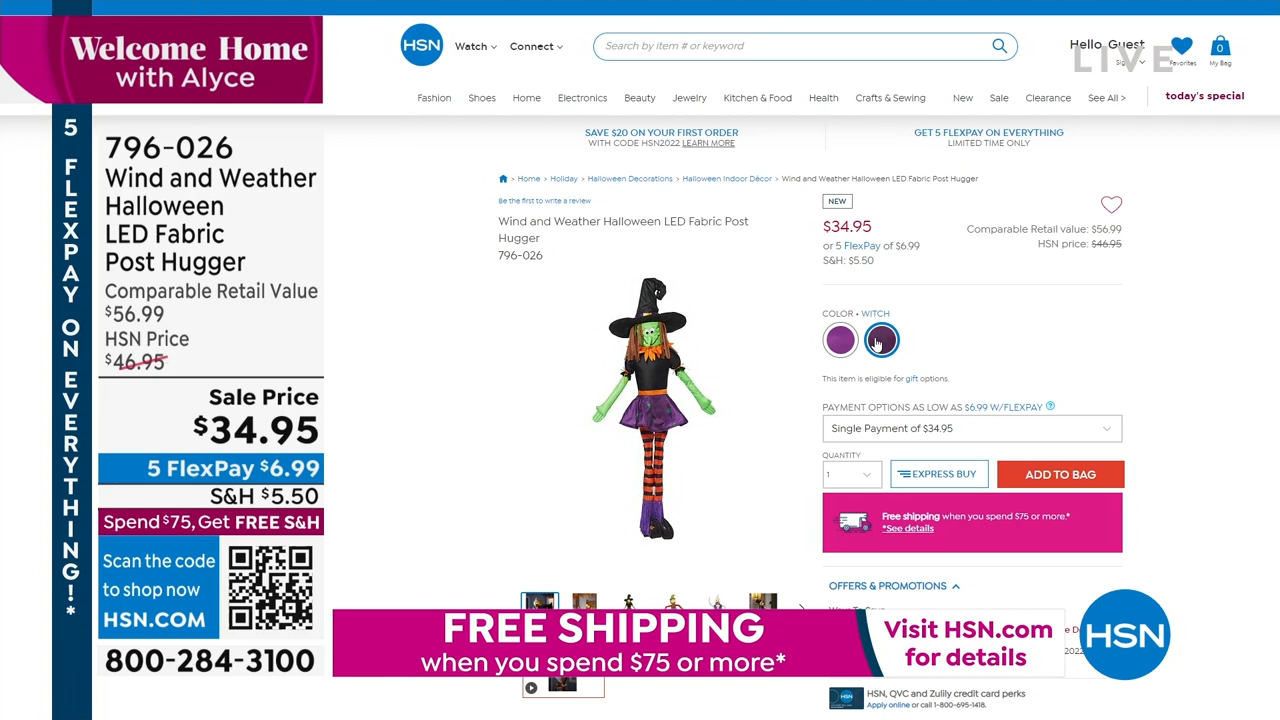 Welcome Home
with Alyce
5 FLEXPAY ON EVERYTHING!*
796-026
Wind and Weather
Halloween
LED Fabric
Post Hugger
Comparable Retail Value
$56.99
HSN Price
$46.95
Sale Price
$34.95
5 FlexPay $6.99
S&H $5.50
Spend $75, Get FREE S&H
Scan the code
to shop now
HSN.COM
800-284-3100
HSN
Watch
Connect
Search by item # or keyword
Hello, Guest
LIVE
Favorites
0
My Bag
Fashion Shoes Home Electronics Beauty Jewelry Kitchen & Food Health Crafts & Sewing New Sale Clearance See All > today's special
SAVE $20 ON YOUR FIRST ORDER
WITH CODE HSN2022 LEARN MORE
GET 5 FLEXPAY ON EVERYTHING
LIMITED TIME ONLY
> Home > Holiday > Halloween Decorations > Halloween Indoor Décor > Wind and Weather Halloween LED Fabric Post Hugger
Be the first to write a review
Wind and Weather Halloween LED Fabric Post
Hugger
796-026
NEW
$34.95
or 5 FlexPay of $6.99
S&H: $5.50
Comparable Retail value: $56.99
HSN price: $46.95
COLOR • WITCH
This item is eligible for gift options.
PAYMENT OPTIONS AS LOW AS $6.99 W/FLEXPAY
Single Payment of $34.95
QUANTITY
1
EXPRESS BUY
ADD TO BAG
Free shipping when you spend $75 or more.*
*See details
OFFERS & PROMOTIONS
FREE SHIPPING
when you spend $75 or more*
Visit HSN.com
for details
HSN
HSN, QVC and Zulily credit card perks
Apply online or call 1-800-695-1418.